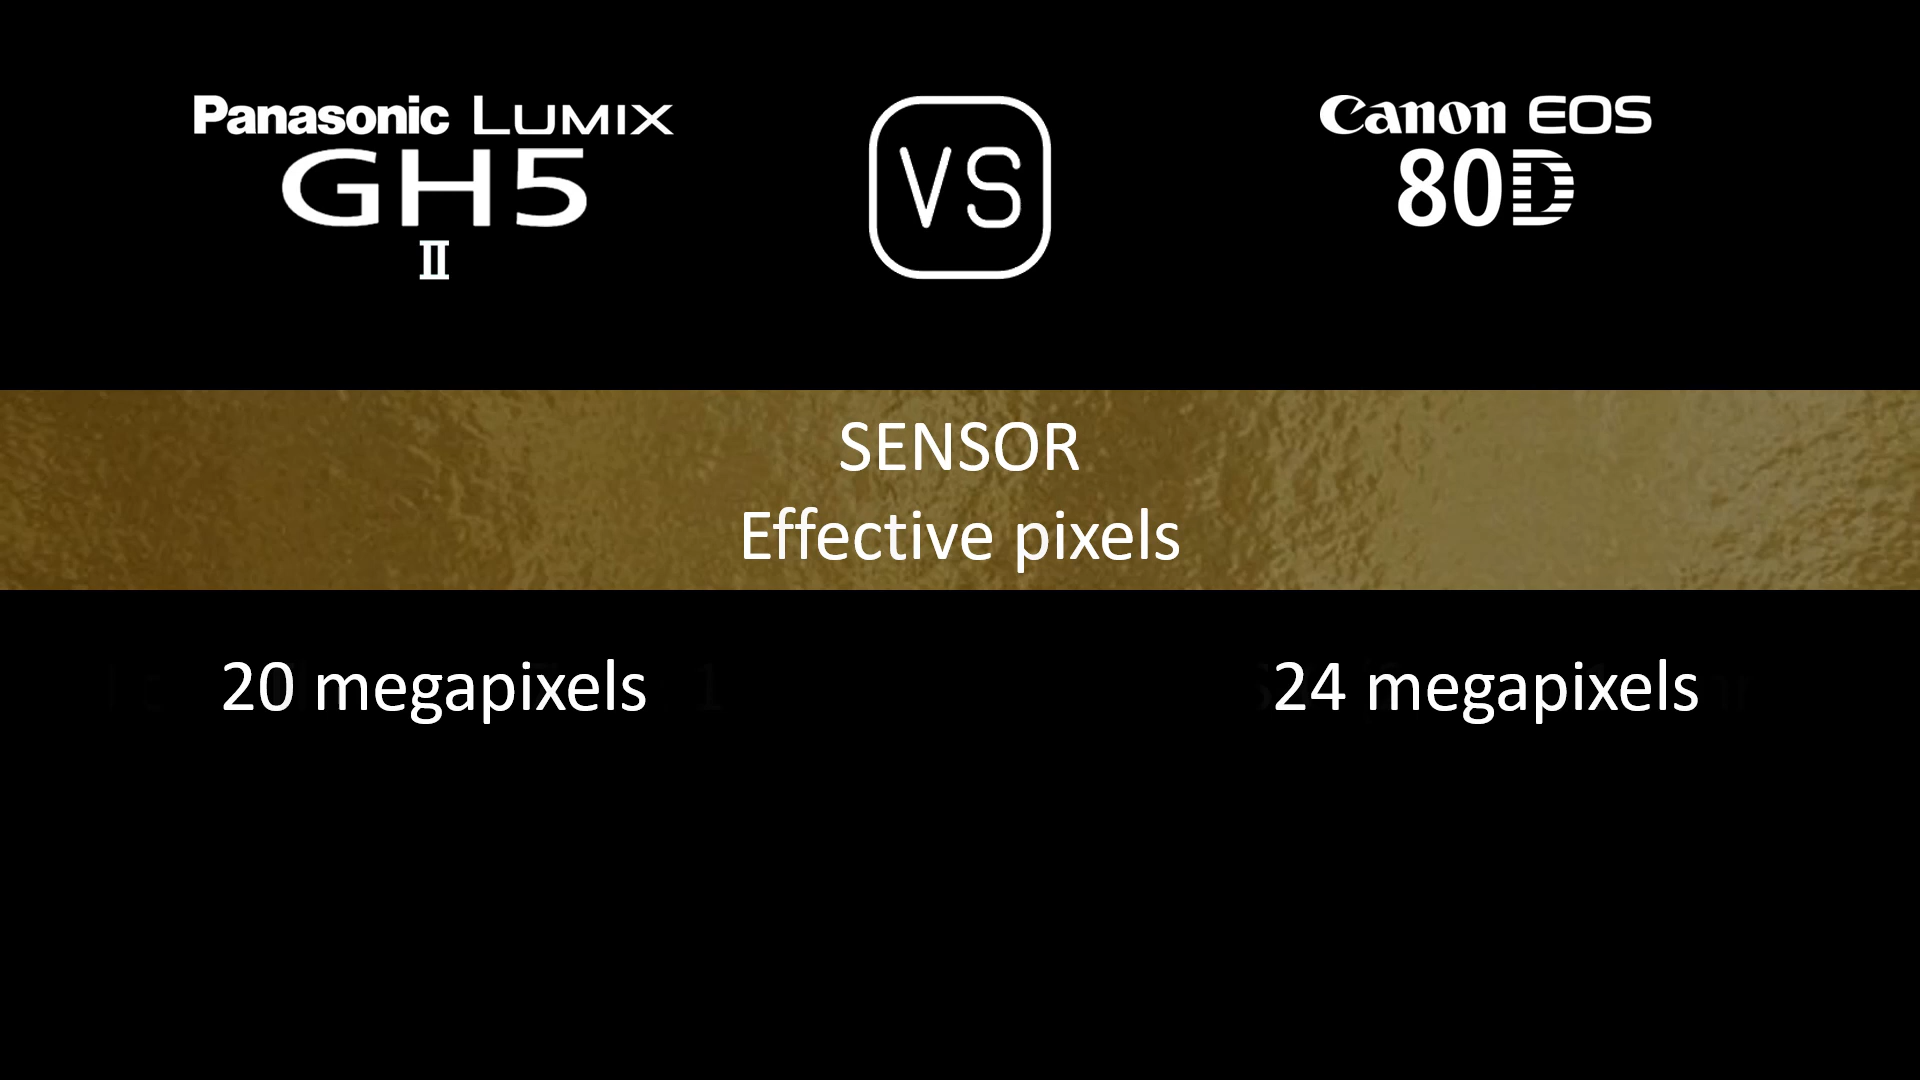 Panasonic LUMIX
GH5
II
VS
Canon EOS
80D
SENSOR
Effective pixels
20 megapixels
24 megapixels